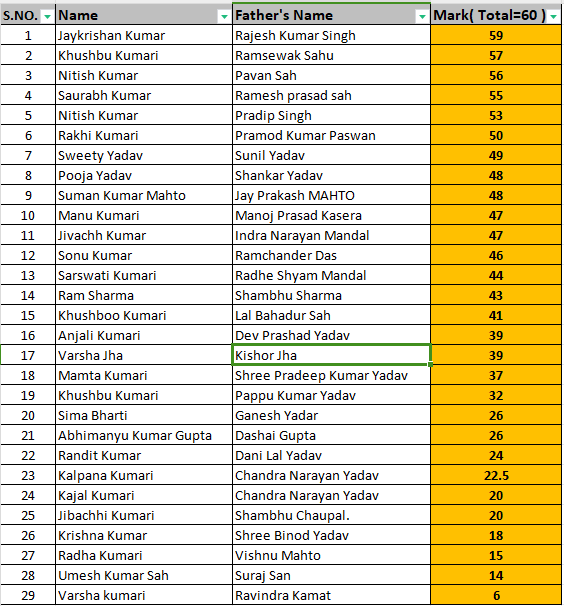 S.NO. Name Father's Name Mark( Total=60 )
1 Jaykrishan Kumar Rajesh Kumar Singh 59
2 Khushbu Kumari Ramsewak Sahu 57
3 Nitish Kumar Pavan Sah 56
4 Saurabh Kumar Ramesh prasad sah 55
5 Nitish Kumar Pradip Singh 53
6 Rakhi Kumari Pramod Kumar Paswan 50
7 Sweety Yadav Sunil Yadav 49
8 Pooja Yadav Shankar Yadav 48
9 Suman Kumar Mahto Jay Prakash MAHTO 48
10 Manu Kumari Manoj Prasad Kasera 47
11 Jivachh Kumar Indra Narayan Mandal 47
12 Sonu Kumar Ramchander Das 46
13 Sarswati Kumari Radhe Shyam Mandal 44
14 Ram Sharma Shambhu Sharma 43
15 Khushboo Kumari Lal Bahadur Sah 41
16 Anjali Kumari Dev Prashad Yadav 39
17 Varsha Jha Kishor Jha 39
18 Mamta Kumari Shree Pradeep Kumar Yadav 37
19 Khushbu Kumari Pappu Kumar Yadav 32
20 Sima Bharti Ganesh Yadar 26
21 Abhimanyu Kumar Gupta Dashai Gupta 26
22 Randit Kumar Dani Lal Yadav 24
23 Kalpana Kumari Chandra Narayan Yadav 22.5
24 Kajal Kumari Chandra Narayan Yadav 20
25 Jibachhi Kumari Shambhu Chaupal. 20
26 Krishna Kumar Shree Binod Yadav 18
27 Radha Kumari Vishnu Mahto 15
28 Umesh Kumar Sah Suraj San 14
29 Varsha kumari Ravindra Kamat 6